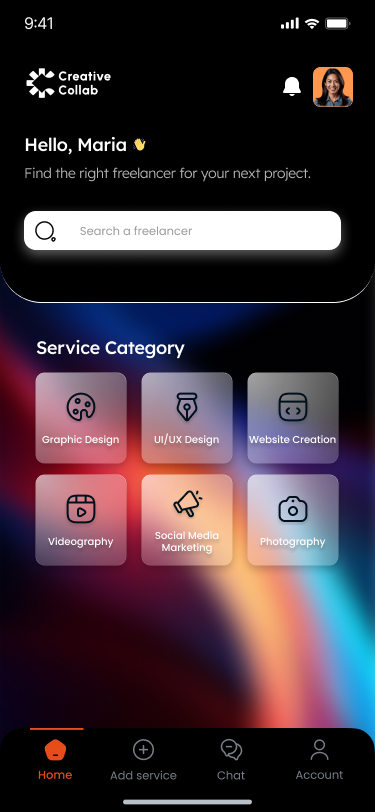 9:41
Creative
Collab
Hello, Maria 👋
Find the right freelancer for your next project.
Search a freelancer
Service Category
Graphic Design
UI/UX Design
Website Creation
Videography
Social Media
Marketing
Photography
Home
Add service
Chat
Account